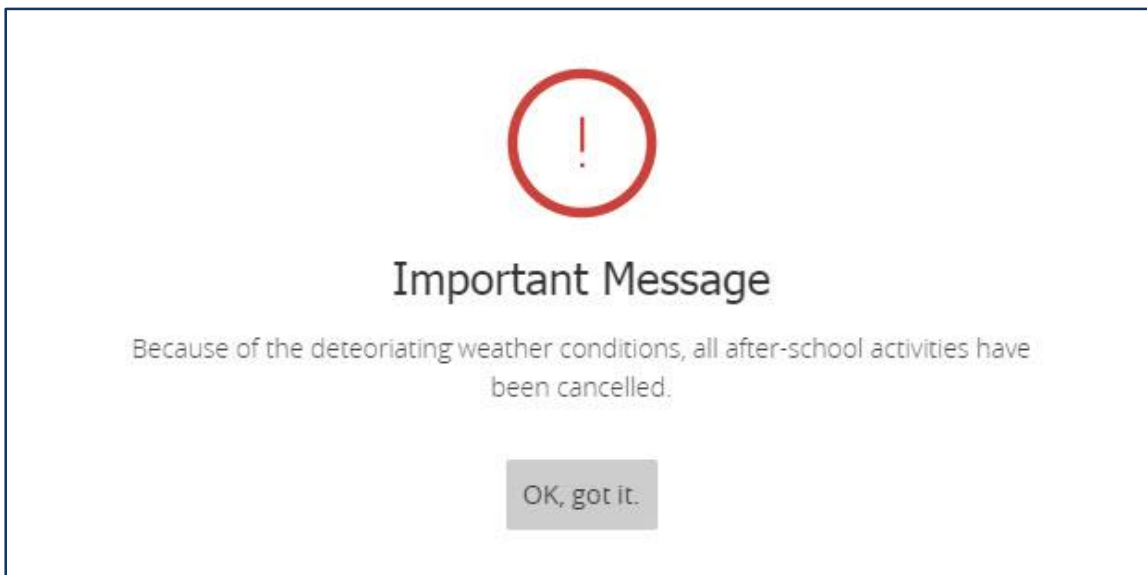 !
Important Message
Because of the deteoriating weather conditions, all after-school activities have
been cancelled.
OK, got it.